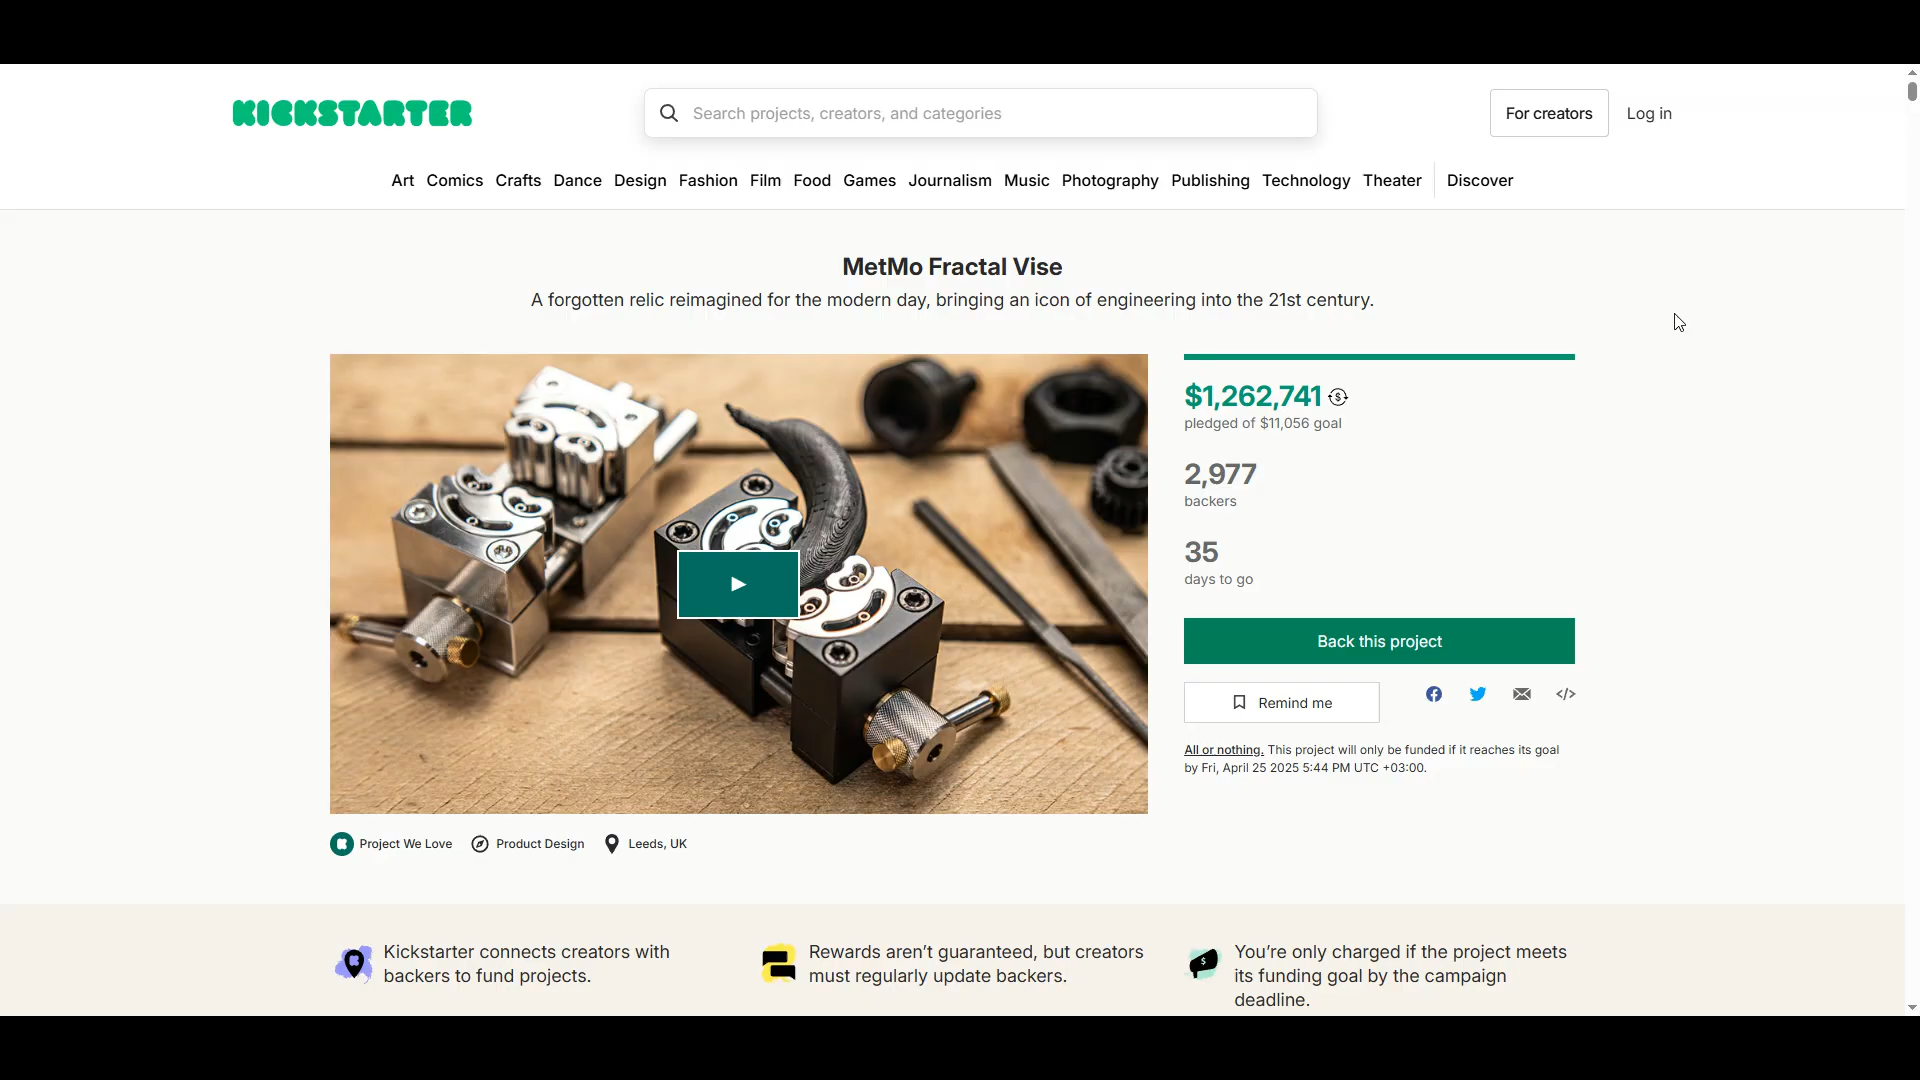 KICKSTARTER
Search projects, creators, and categories
For creators
Log in
Art Comics Crafts Dance Design Fashion Film Food Games Journalism Music Photography Publishing Technology Theater Discover
MetMo Fractal Vise
A forgotten relic reimagined for the modern day, bringing an icon of engineering into the 21st century.
$1,262,741
pledged of $11,056 goal
2,977
backers
35
days to go
Back this project
Remind me
All or nothing. This project will only be funded if it reaches its goal
by Fri, April 25 2025 5:44 PM UTC +03:00.
Project We Love Product Design Leeds, UK
Kickstarter connects creators with
backers to fund projects.
Rewards aren’t guaranteed, but creators
must regularly update backers.
You’re only charged if the project meets
its funding goal by the campaign
deadline.